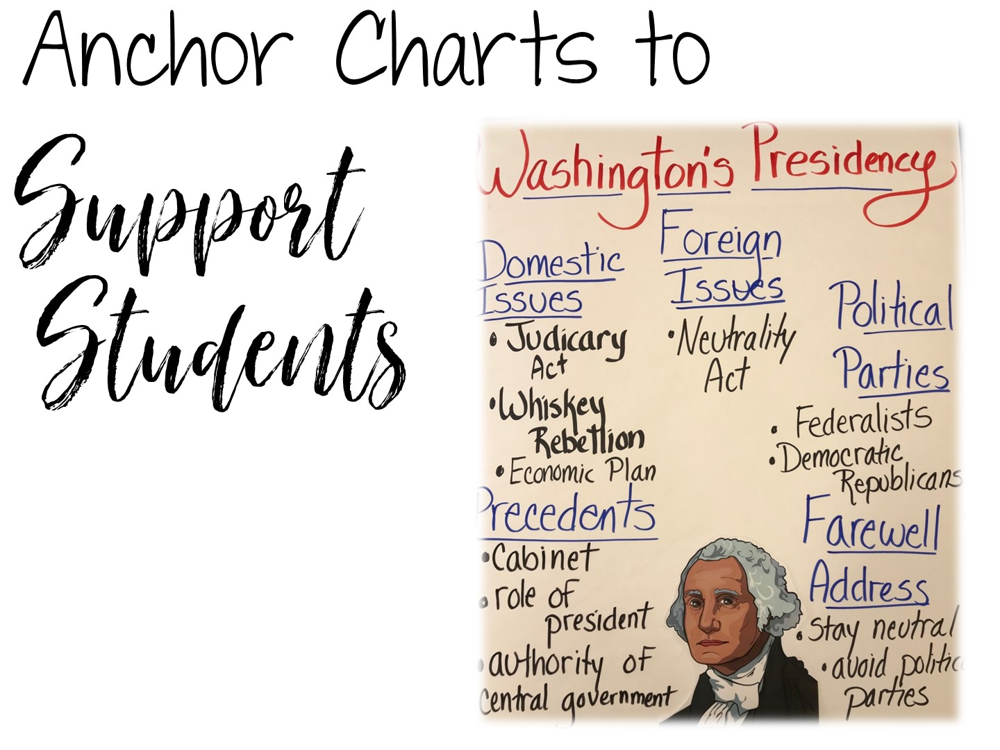 Anchor Charts to
Support
Students
Washington's Presidency
Domestic
Issues
• Judicary
Act
• Whiskey
Rebellion
• Economic Plan
Foreign
Issues
• Neutrality
Act
Political
Parties
• Federalists
• Democratic
Republicans
Precedents
• Cabinet
• role of
president
• authority of
central government
Farewell
Address
• Stay neutral
• avoid politic
parties